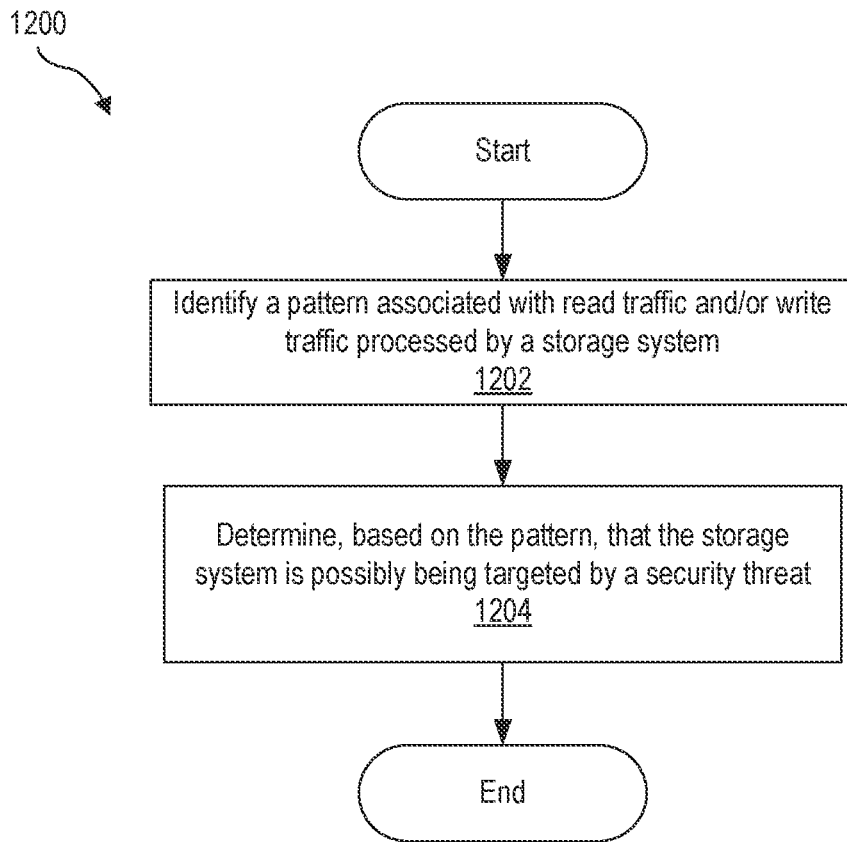 1200
Start
Identify a pattern associated with read traffic and/or write
traffic processed by a storage system
1202
Determine, based on the pattern, that the storage
system is possibly being targeted by a security threat
1204
End